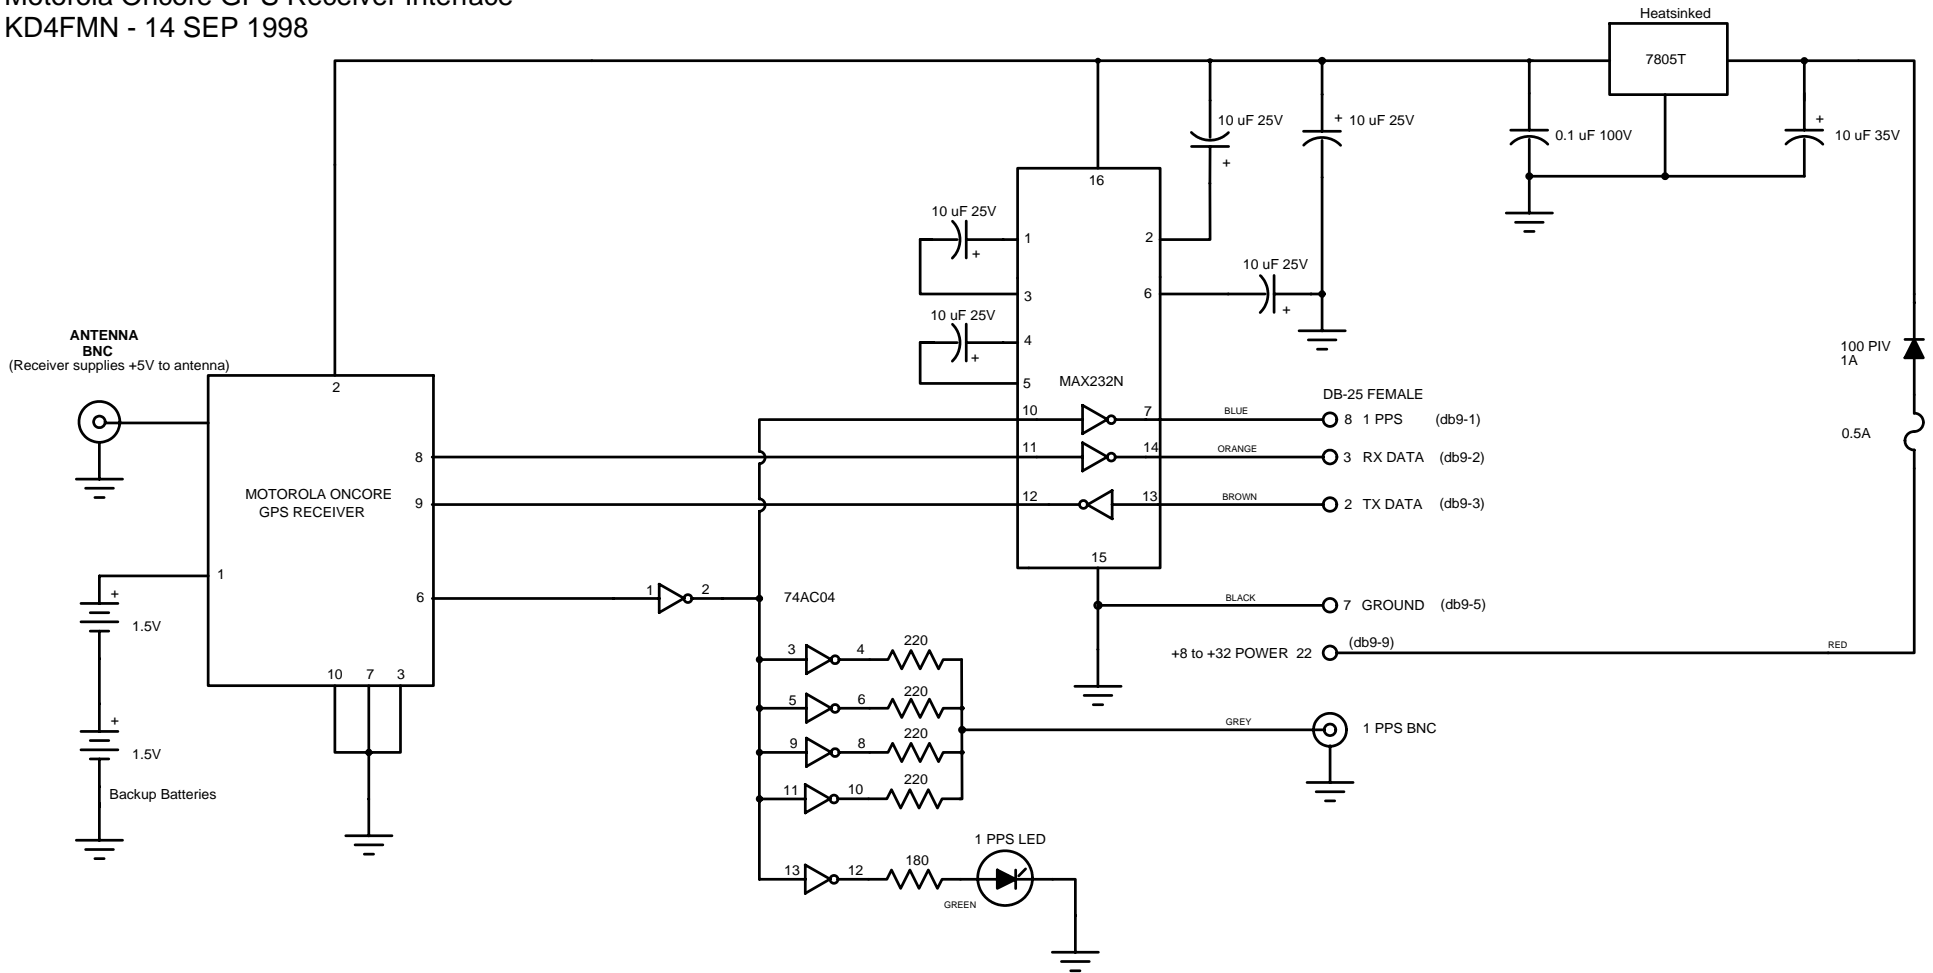 Motorola Oncore GPS Receiver Interface
KD4FMN - 14 SEP 1998
Heatsinked
7805T
10 uF 25V
+ 10 uF 25V
0.1 uF 100V
+
10 uF 35V
+
16
10 uF 25V
1
2
+
10 uF 25V
3
6
+
10 uF 25V
4
+
5
MAX232N
ANTENNA
BNC
(Receiver supplies +5V to antenna)
2
100 PIV
1A
0.5A
DB-25 FEMALE
10
7
BLUE
8 1 PPS (db9-1)
8
11
14
ORANGE
3 RX DATA (db9-2)
MOTOROLA ONCORE
GPS RECEIVER
9
12
13
BROWN
2 TX DATA (db9-3)
15
1
6
1
2
74AC04
BLACK
7 GROUND (db9-5)
+
1.5V
+8 to +32 POWER 22
(db9-9)
RED
10 7 3
3
4
220
5
6
220
9
8
220
11
10
220
GREY
1 PPS BNC
+
1.5V
Backup Batteries
1 PPS LED
13
12
180
GREEN